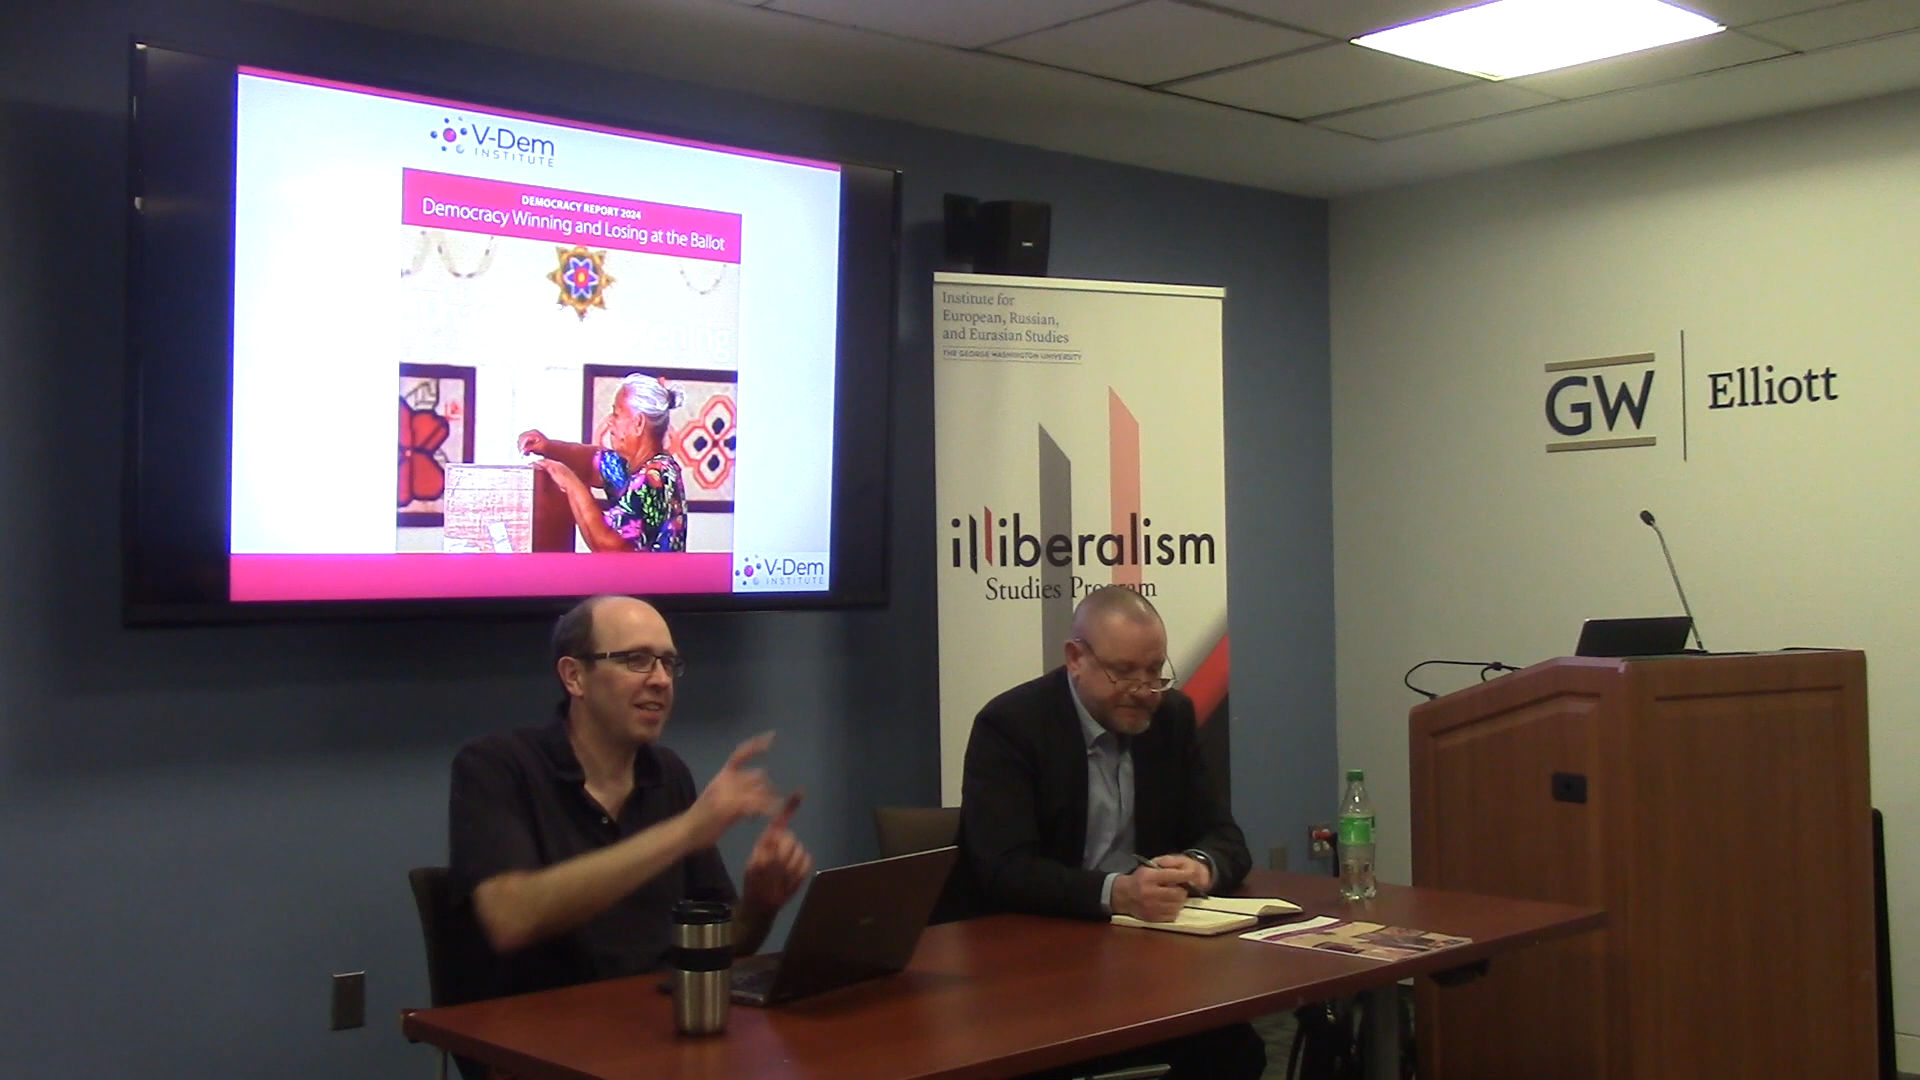 V-Dem
INSTITUTE
DEMOCRACY REPORT 2024
Democracy Winning and Losing at the Ballot
ening
V-Dem
INSTITUTE
Institute for
European, Russian,
and Eurasian Studies
THE GEORGE WASHINGTON UNIVERSITY
illiberalism
Studies Program
GW
Elliott